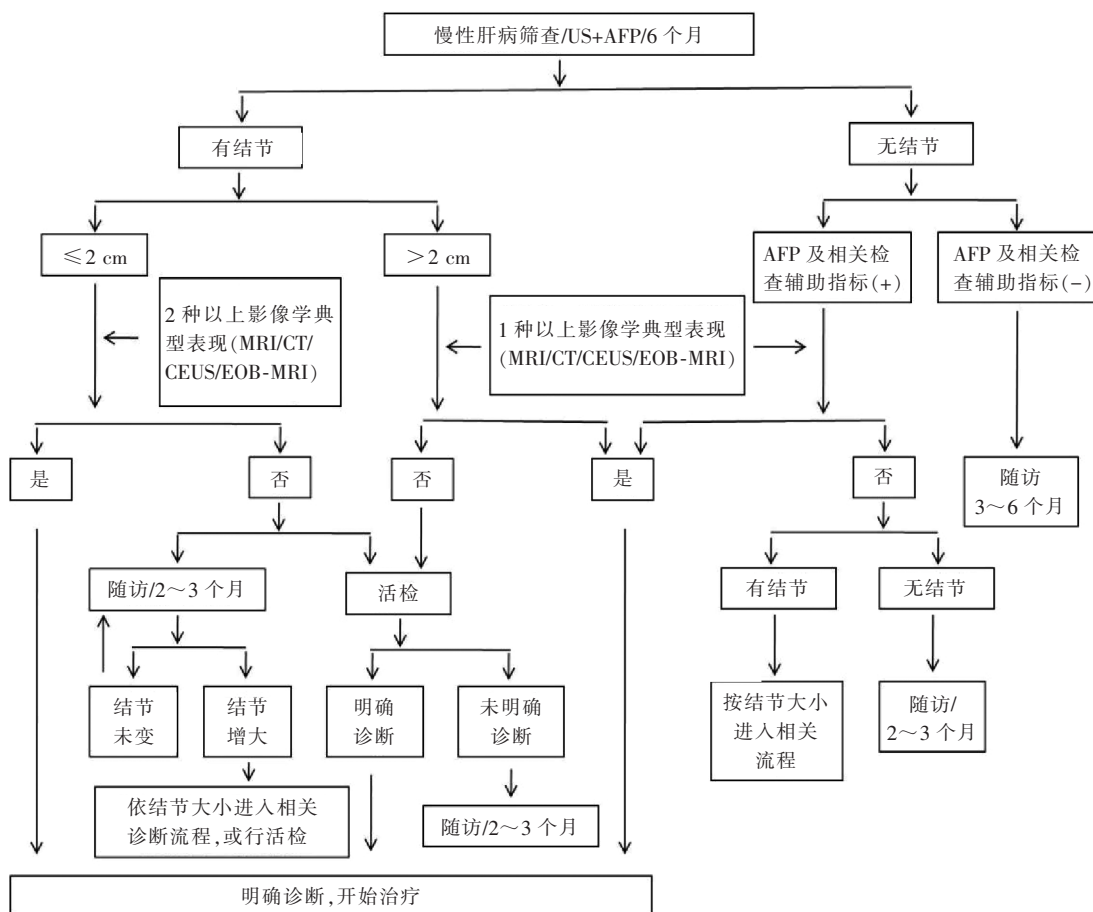 慢性肝病筛查/US+AFP/6 个月
有结节
无结节
≤2 cm
>2 cm
AFP 及相关检
查辅助指标(+)
AFP 及相关检
查辅助指标(-)
2 种以上影像学典
型表现(MRI/CT/
CEUS/EOB-MRI)
1 种以上影像学典型表现
(MRI/CT/CEUS/EOB-MRI)
是
否
否
是
否
随访
3～6 个月
随访/2～3 个月
活检
有结节
无结节
结节
未变
结节
增大
明确
诊断
未明确
诊断
按结节大小
进入相关
流程
随访/
2～3 个月
依结节大小进入相关
诊断流程,或行活检
随访/2～3 个月
明确诊断,开始治疗